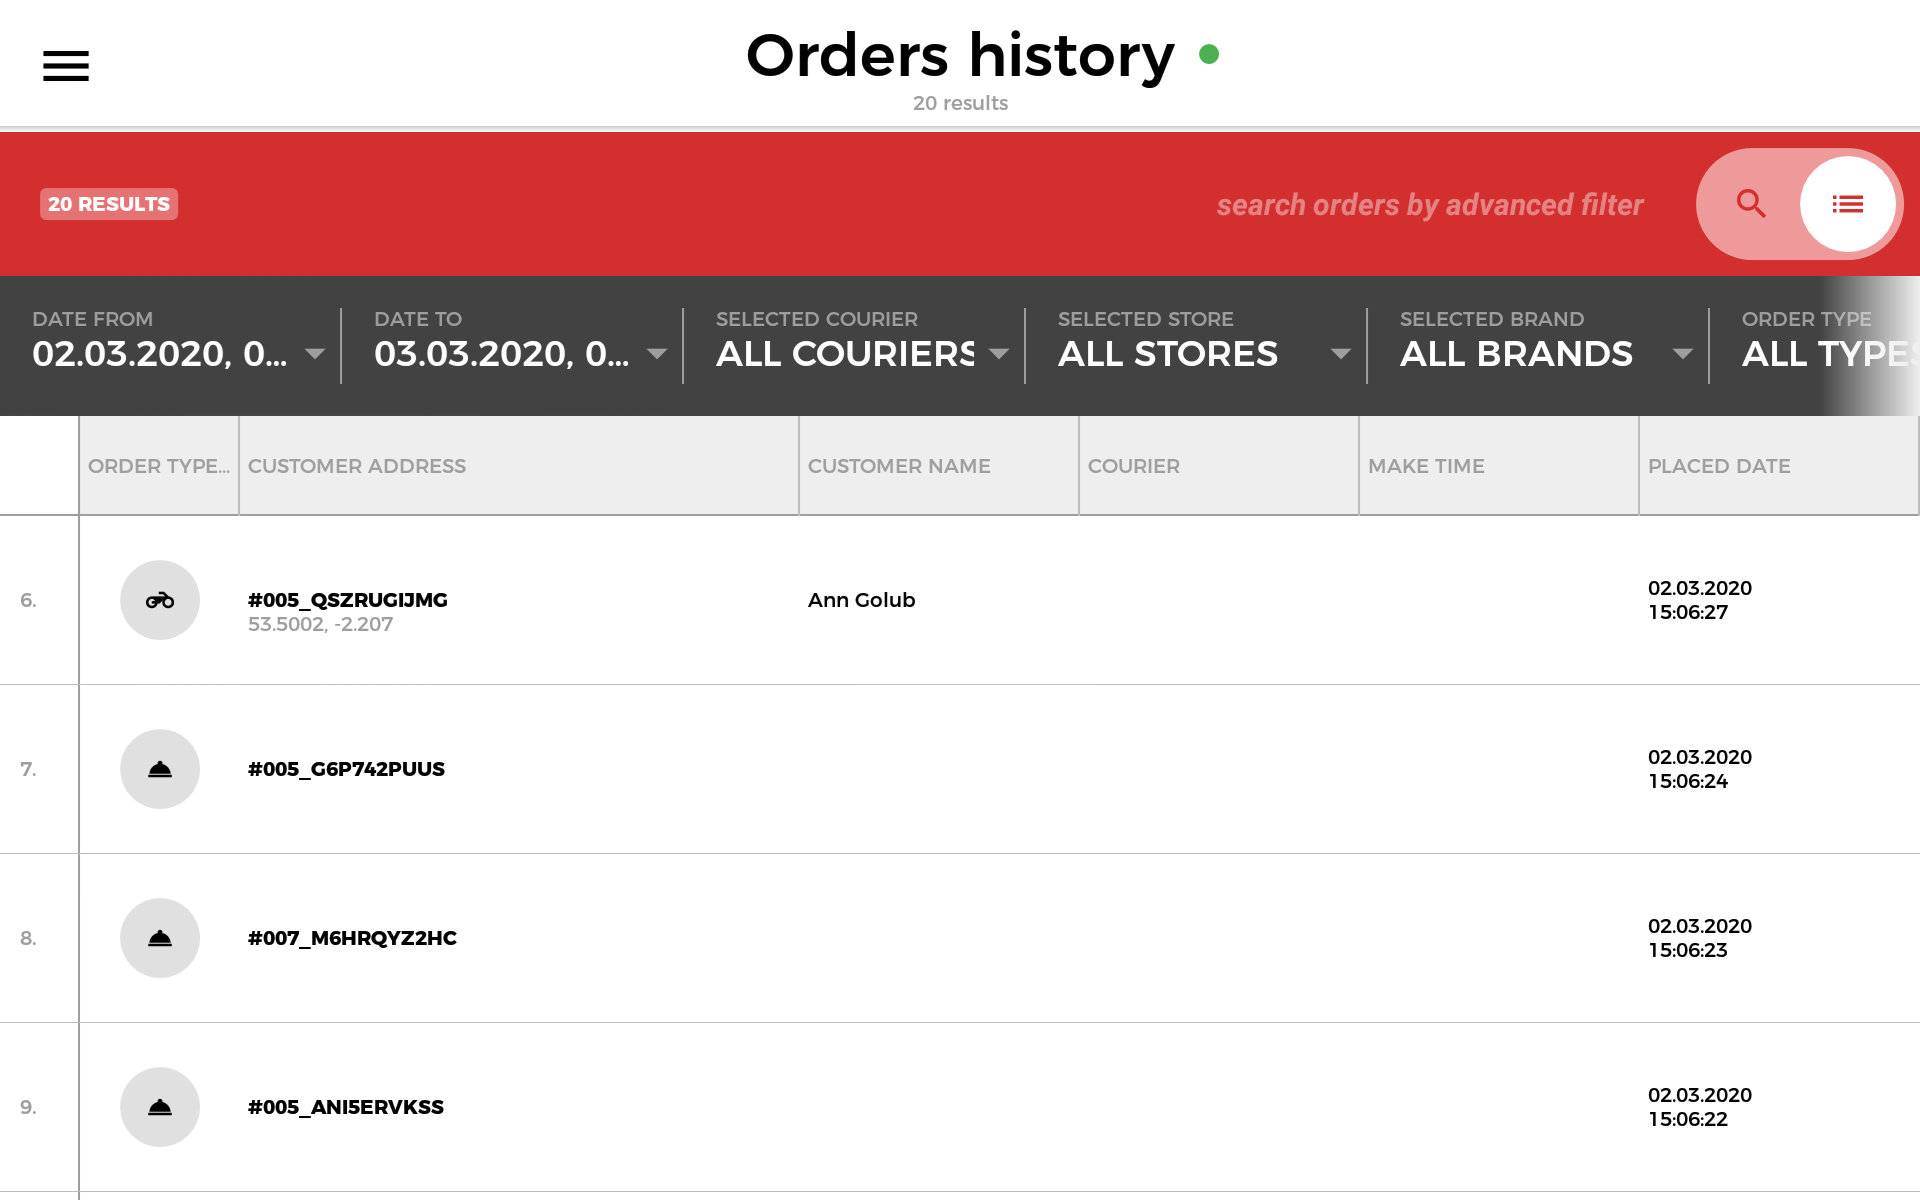 Orders history
20 results
20 RESULTS
search orders by advanced filter
DATE FROM
02.03.2020, 0...
DATE TO
03.03.2020, 0...
SELECTED COURIER
ALL COURIERS
SELECTED STORE
ALL STORES
SELECTED BRAND
ALL BRANDS
ORDER TYPE
ALL TYPES
ORDER TYPE... CUSTOMER ADDRESS CUSTOMER NAME COURIER MAKE TIME PLACED DATE
6.
#005_QSZRUGIJMG
53.5002, -2.207
Ann Golub
02.03.2020
15:06:27
7.
#005_G6P742PUUS
02.03.2020
15:06:24
8.
#007_M6HRQYZ2HC
02.03.2020
15:06:23
9.
#005_ANI5ERVKSS
02.03.2020
15:06:22